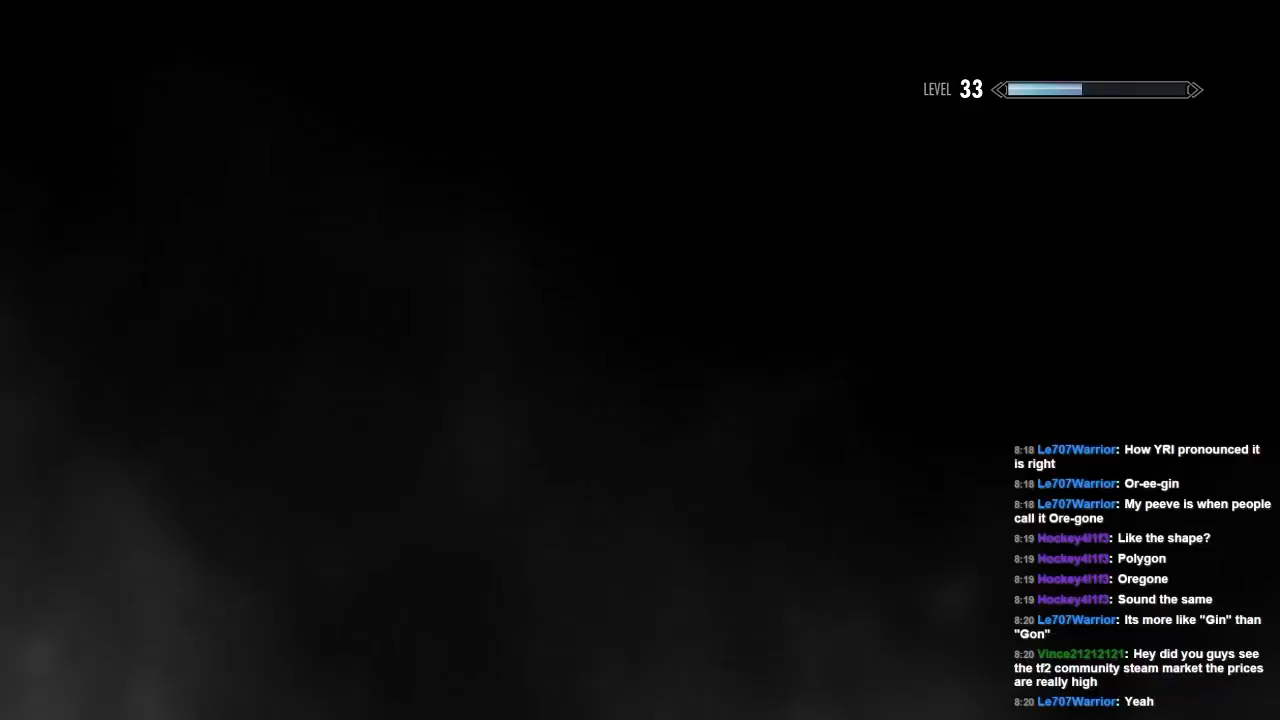 LEVEL 33
8:18 Le707Warrior: How YRI pronounced it
is right
8:18 Le707Warrior: Or-ee-gin
8:18 Le707Warrior: My peeve is when people
call it Ore-gone
8:19 Hockey4l1f3: Like the shape?
8:19 Hockey4l1f3: Polygon
8:19 Hockey4l1f3: Oregone
8:19 Hockey4l1f3: Sound the same
8:20 Le707Warrior: Its more like "Gin" than
"Gon"
8:20 Vince21212121: Hey did you guys see
the tf2 community steam market the prices
are really high
8:20 Le707Warrior: Yeah